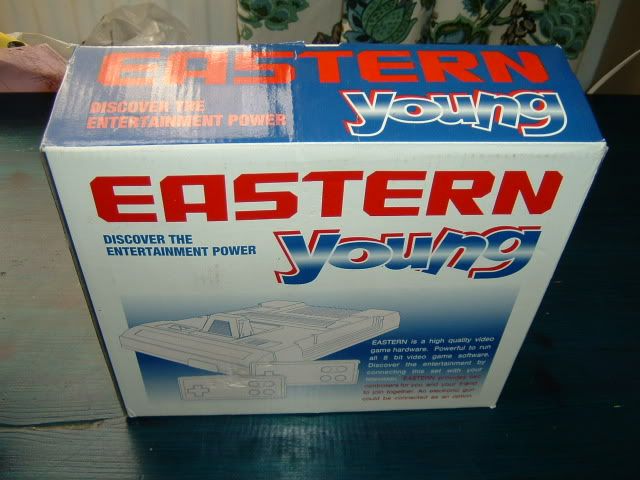 EASTERN
DISCOVER THE
ENTERTAINMENT POWER
young
EASTERN
DISCOVER THE
ENTERTAINMENT POWER
young
EASTERN is a high quality video
game hardware. Powerful to run
all 8 bit video game software.
Discover the entertainment by
connecting this set with your
television. EASTERN provides two
controllers for you and your friend
to join together. An electronic gun
could be connected as an option.